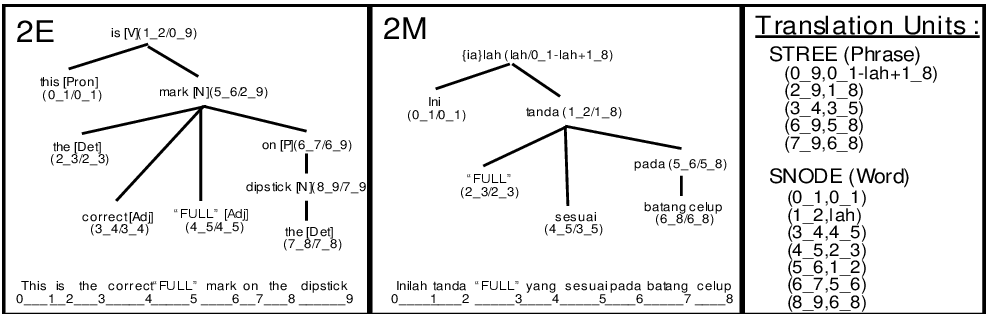 2E
is [V](1_2/0_9)
this [Pron]
(0_1/0_1)
mark [N](5_6/2_9)
the [Det]
(2_3/2_3)
on [P](6_7/6_9)
dipstick [N](8_9/7_9
correct[Adj]
(3_4/3_4)
“FULL” [Adj]
(4_5/4_5)
the [Det]
(7_8/7_8)
This is the correct“FULL” mark on the dipstick
0___1_2___3_____4_____5_____6__7___8______9
2M
{ia}lah (lah/0_1-lah+1_8)
Ini
(0_1/0_1)
tanda (1_2/1_8)
“FULL”
(2_3/2_3)
pada (5_6/5_8)
sesuai
(4_5/3_5)
batang celup
(6_8/6_8)
Inilah tanda “FULL” yang sesuai pada batang celup
0____1___2_______3____4_____5____6______7____8
Translation Units :
STREE (Phrase)
(0_9,0_1-lah+1_8)
(2_9,1_8)
(3_4,3_5)
(6_9,5_8)
(7_9,6_8)
SNODE (Word)
(0_1,0_1)
(1_2,lah)
(3_4,4_5)
(4_5,2_3)
(5_6,1_2)
(6_7,5_6)
(8_9,6_8)